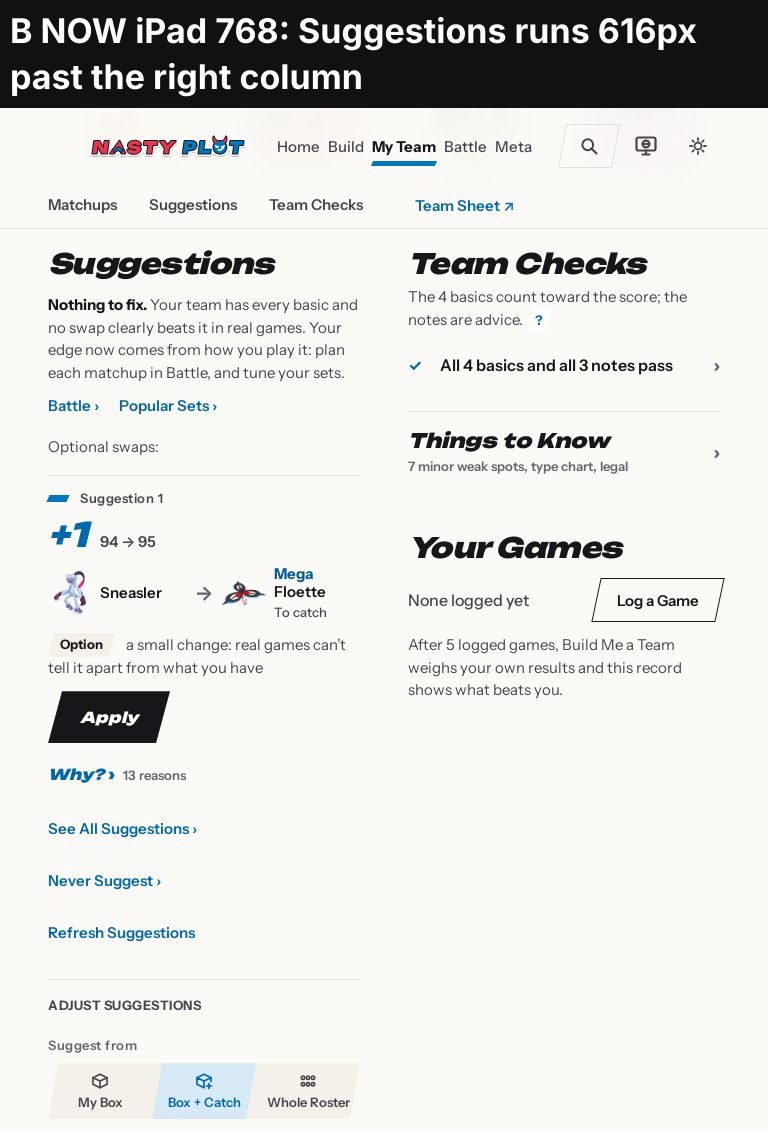 B NOW iPad 768: Suggestions runs 616px
past the right column
NASTY PLOT
Home Build My Team Battle Meta
Matchups Suggestions Team Checks Team Sheet ↗
Suggestions
Nothing to fix. Your team has every basic and
no swap clearly beats it in real games. Your
edge now comes from how you play it: plan
each matchup in Battle, and tune your sets.
Battle › Popular Sets ›
Optional swaps:
Suggestion 1
+1 94 → 95
Sneasler → Mega
Floette
To catch
Option a small change: real games can't
tell it apart from what you have
Apply
Why? › 13 reasons
See All Suggestions ›
Never Suggest ›
Refresh Suggestions
ADJUST SUGGESTIONS
Suggest from
My Box Box + Catch Whole Roster
Team Checks
The 4 basics count toward the score; the
notes are advice. ?
✓ All 4 basics and all 3 notes pass ›
Things to Know ›
7 minor weak spots, type chart, legal
Your Games
None logged yet Log a Game
After 5 logged games, Build Me a Team
weighs your own results and this record
shows what beats you.